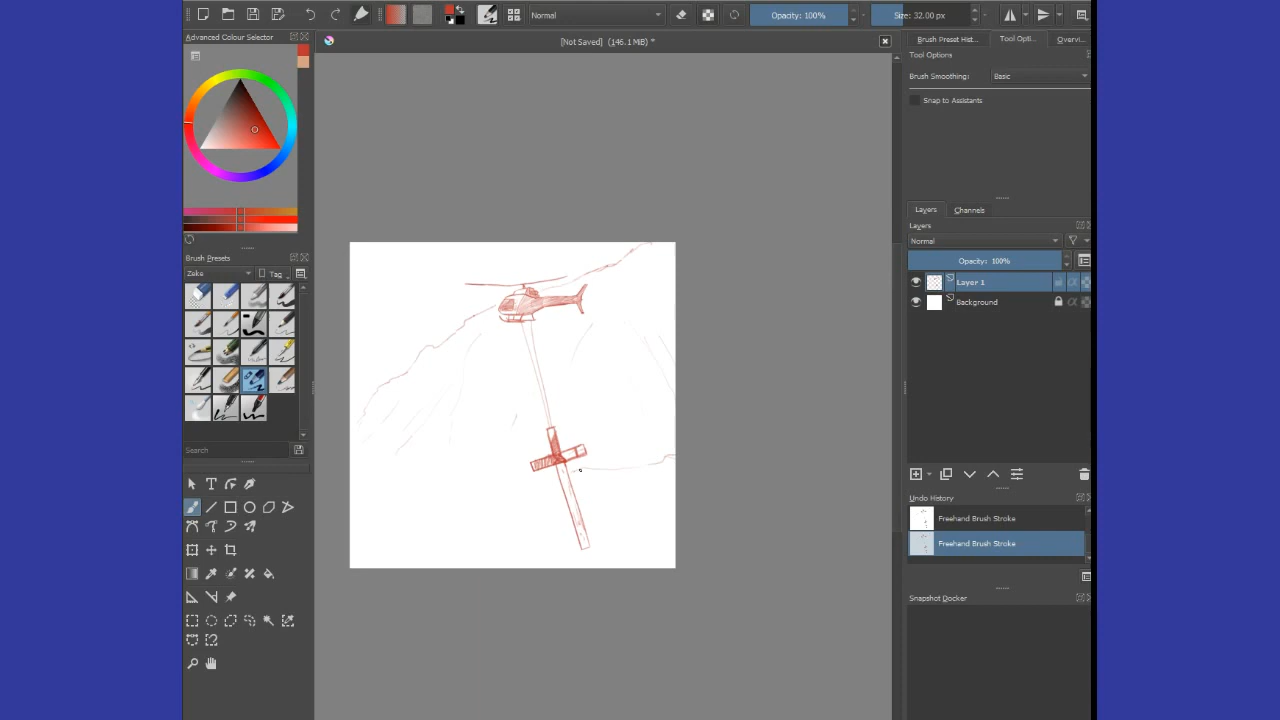 Normal
Opacity: 100%
Size: 32.00 px
Advanced Colour Selector
[Not Saved] (146.1 MiB) *
Brush Preset Hist...
Tool Opti...
Overvi...
Tool Options
Brush Smoothing:
Basic
Snap to Assistants
Layers
Channels
Layers
Normal
Opacity: 100%
Layer 1
Background
Brush Presets
Zeke
Tag
Search
Undo History
Freehand Brush Stroke
Freehand Brush Stroke
Snapshot Docker